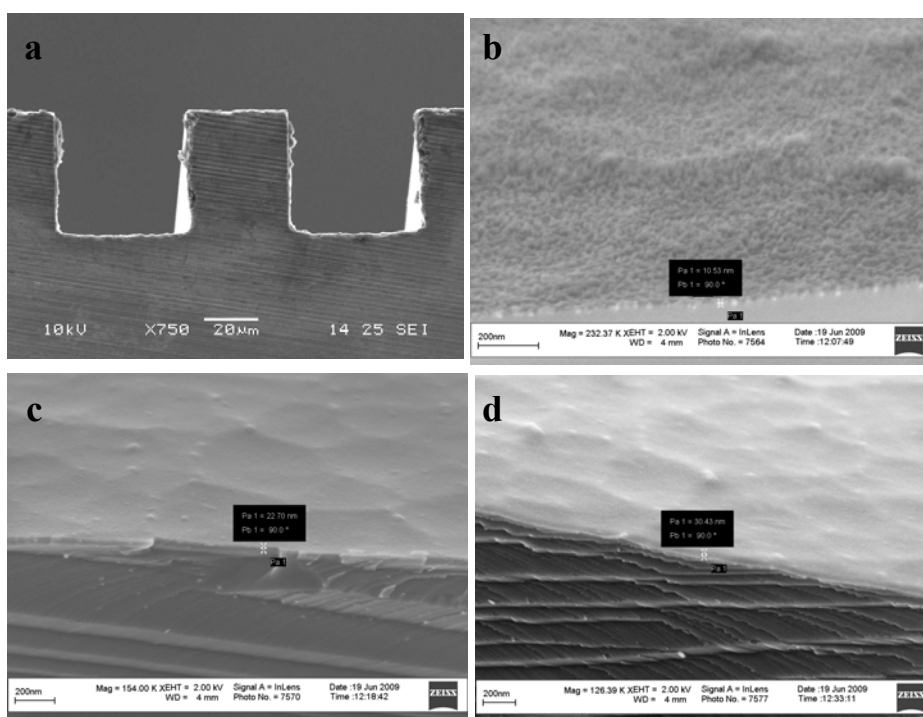 a
10kV X750 20μm 14 25 SEI
b
Pa 1 = 10.53 nm
Pb 1 = 90.0 °
Pa 1
200nm
Mag = 232.37 K X EHT = 2.00 kV Signal A = InLens Date :19 Jun 2009
WD = 4 mm Photo No. = 7564 Time :12:07:49
ZEISS
c
Pa 1 = 22.70 nm
Pb 1 = 90.0 °
Pa 1
200nm
Mag = 154.00 K X EHT = 2.00 kV Signal A = InLens Date :19 Jun 2009
WD = 4 mm Photo No. = 7570 Time :12:18:42
ZEISS
d
Pa 1 = 30.43 nm
Pb 1 = 90.0 °
Pa 1
200nm
Mag = 126.39 K X EHT = 2.00 kV Signal A = InLens Date :19 Jun 2009
WD = 4 mm Photo No. = 7577 Time :12:33:11
ZEISS